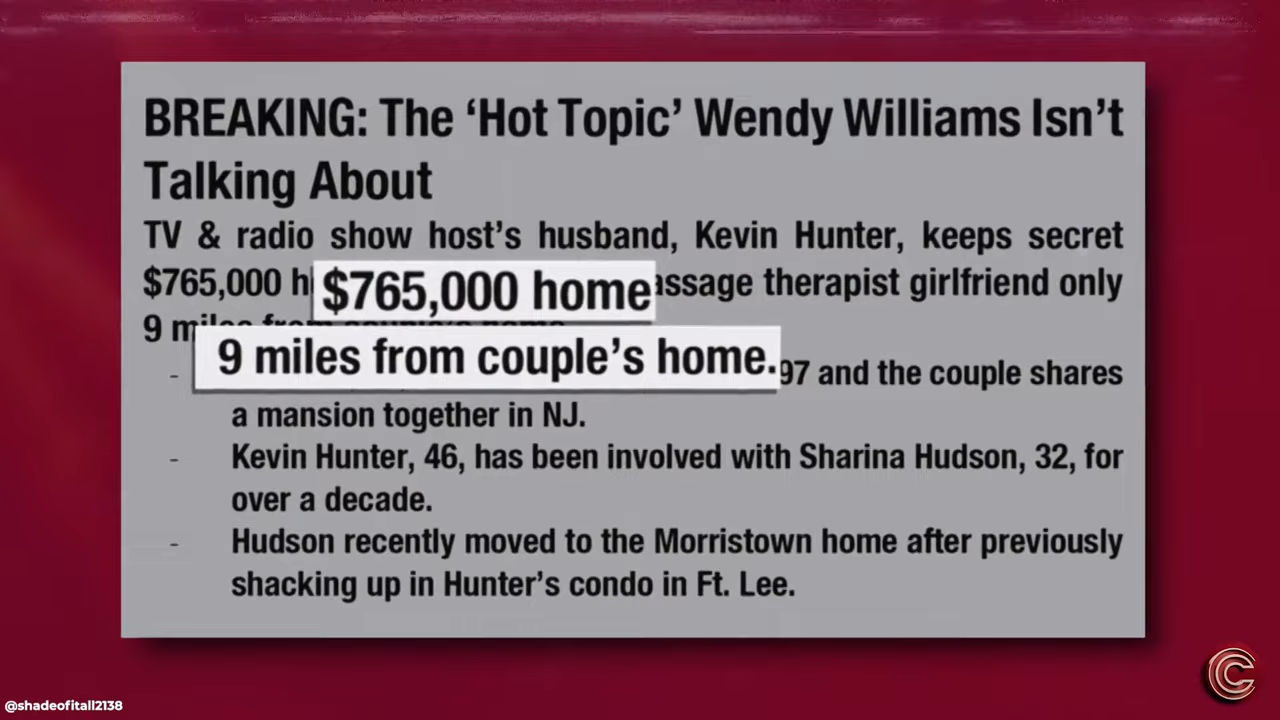 BREAKING: The ‘Hot Topic’ Wendy Williams Isn’t
Talking About
TV & radio show host’s husband, Kevin Hunter, keeps secret
$765,000 home
$765,000 therapist girlfriend only
9 miles from couple’s home.
- 97 and the couple shares
a mansion together in NJ.
- Kevin Hunter, 46, has been involved with Sharina Hudson, 32, for
over a decade.
- Hudson recently moved to the Morristown home after previously
shacking up in Hunter’s condo in Ft. Lee.
@shadeofitall2138